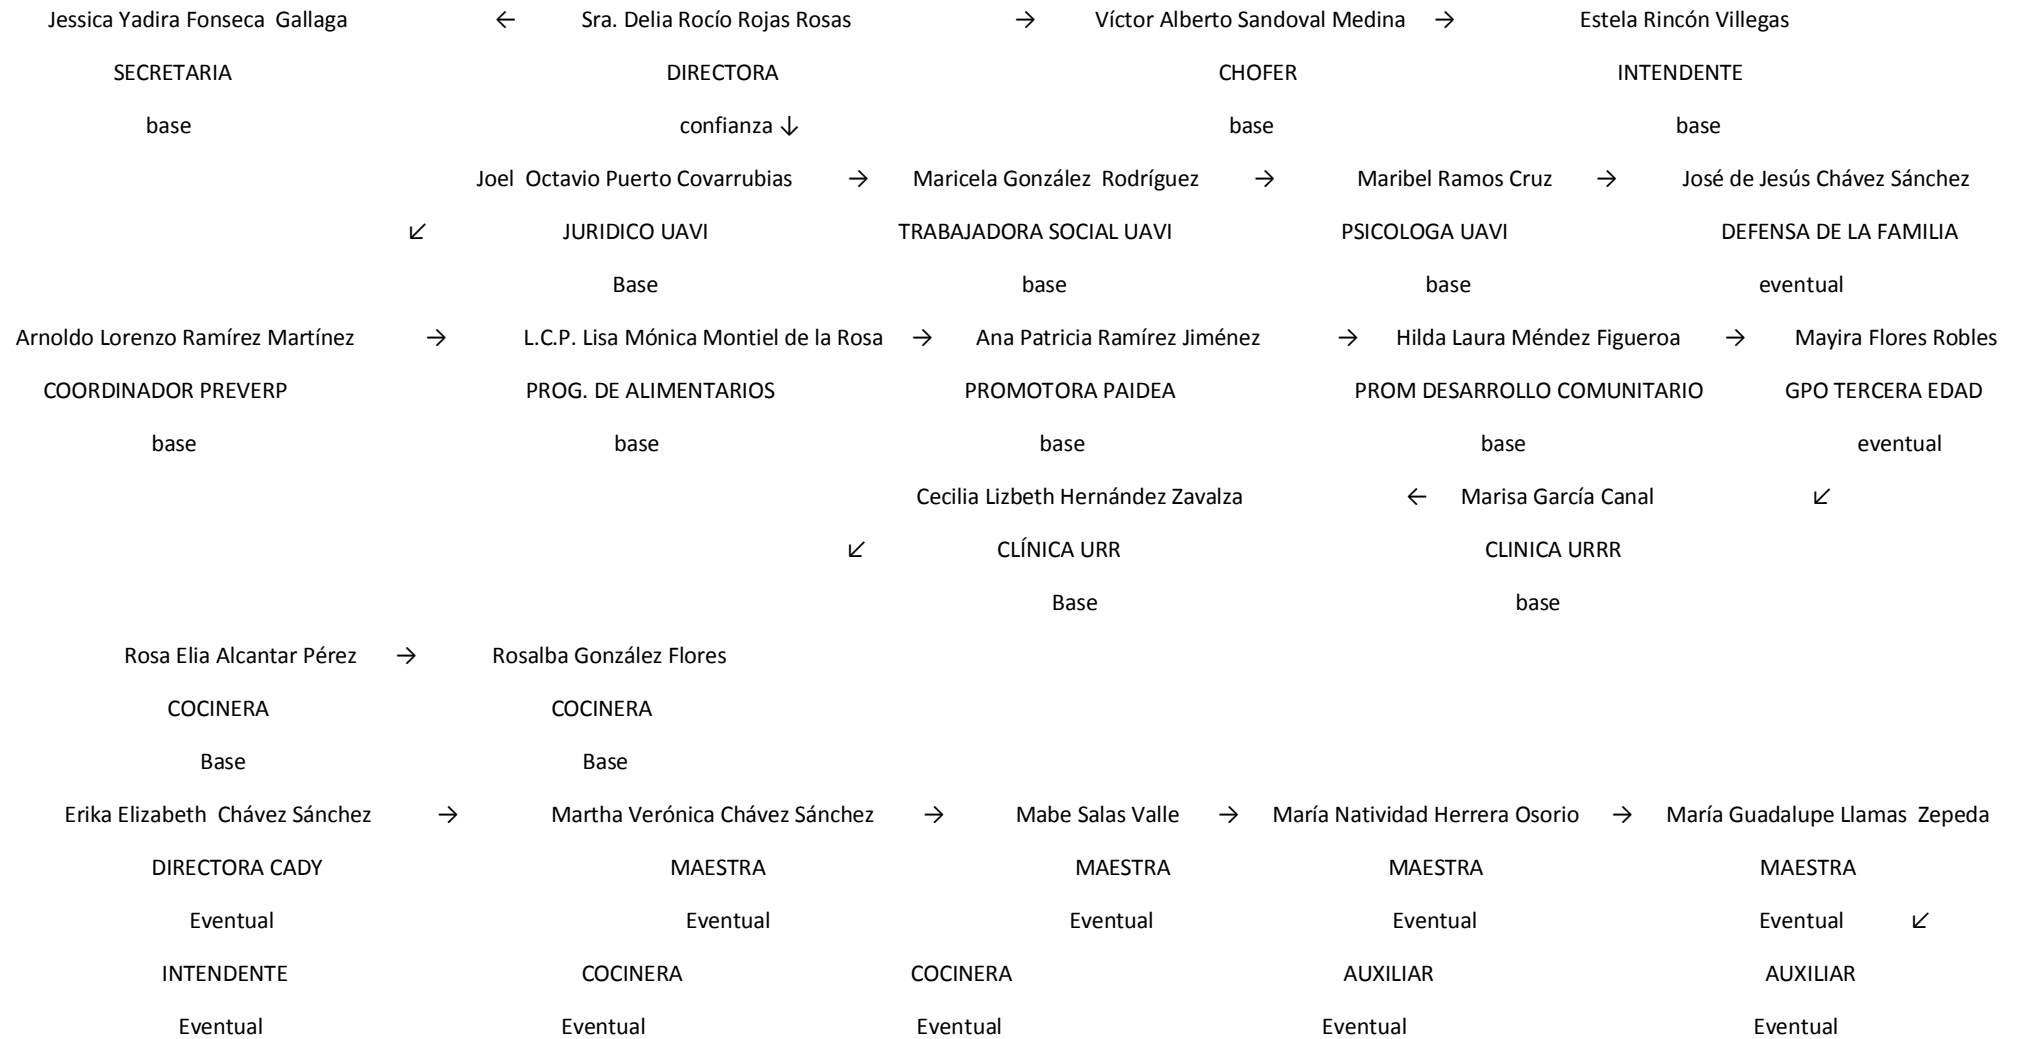 Jessica Yadira Fonseca Gallaga ← Sra. Delia Rocío Rojas Rosas → Víctor Alberto Sandoval Medina → Estela Rincón Villegas
SECRETARIA DIRECTORA CHOFER INTENDENTE
base confianza ↓ base base
Joel Octavio Puerto Covarrubias → Maricela González Rodríguez → Maribel Ramos Cruz → José de Jesús Chávez Sánchez
↙ JURIDICO UAVI TRABAJADORA SOCIAL UAVI PSICOLOGA UAVI DEFENSA DE LA FAMILIA
Base base base eventual
Arnoldo Lorenzo Ramírez Martínez → L.C.P. Lisa Mónica Montiel de la Rosa → Ana Patricia Ramírez Jiménez → Hilda Laura Méndez Figueroa → Mayira Flores Robles
COORDINADOR PREVERP PROG. DE ALIMENTARIOS PROMOTORA PAIDEA PROM DESARROLLO COMUNITARIO GPO TERCERA EDAD
base base base base eventual
Cecilia Lizbeth Hernández Zavalza ← Marisa García Canal ↙
↙ CLÍNICA URR CLINICA URRR
Base base
Rosa Elia Alcantar Pérez → Rosalba González Flores
COCINERA COCINERA
Base Base
Erika Elizabeth Chávez Sánchez → Martha Verónica Chávez Sánchez → Mabe Salas Valle → María Natividad Herrera Osorio → María Guadalupe Llamas Zepeda
DIRECTORA CADY MAESTRA MAESTRA MAESTRA MAESTRA
Eventual Eventual Eventual Eventual Eventual ↙
INTENDENTE COCINERA COCINERA AUXILIAR AUXILIAR
Eventual Eventual Eventual Eventual Eventual